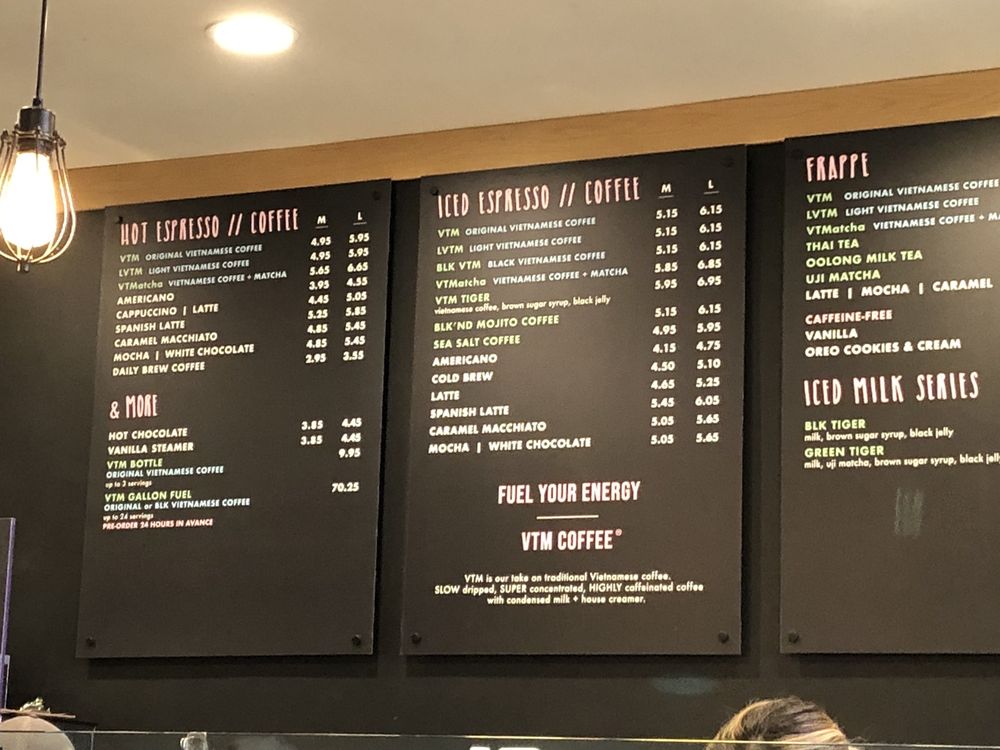 HOT ESPRESSO // COFFEE M L
VTM ORIGINAL VIETNAMESE COFFEE 4.95 5.95
LVTM LIGHT VIETNAMESE COFFEE 4.95 5.95
VTMatcha VIETNAMESE COFFEE + MATCHA 5.65 6.65
AMERICANO 3.95 4.55
CAPPUCCINO | LATTE 4.45 5.05
SPANISH LATTE 5.25 5.85
CARAMEL MACCHIATO 4.85 5.45
MOCHA | WHITE CHOCOLATE 4.85 5.45
DAILY BREW COFFEE 2.95 3.55
& MORE
HOT CHOCOLATE 3.85 4.45
VANILLA STEAMER 3.85 4.45
VTM BOTTLE 9.95
ORIGINAL VIETNAMESE COFFEE
up to 3 servings
VTM GALLON FUEL 70.25
ORIGINAL or BLK VIETNAMESE COFFEE
up to 24 servings
PRE-ORDER 24 HOURS IN AVANCE
ICED ESPRESSO // COFFEE M L
VTM ORIGINAL VIETNAMESE COFFEE 5.15 6.15
LVTM LIGHT VIETNAMESE COFFEE 5.15 6.15
BLK VTM BLACK VIETNAMESE COFFEE 5.15 6.15
VTMatcha VIETNAMESE COFFEE + MATCHA 5.85 6.85
VTM TIGER 5.95 6.95
vietnamese coffee, brown sugar syrup, black jelly
BLK'ND MOJITO COFFEE 5.15 6.15
SEA SALT COFFEE 4.95 5.95
AMERICANO 4.15 4.75
COLD BREW 4.50 5.10
LATTE 4.65 5.25
SPANISH LATTE 5.45 6.05
CARAMEL MACCHIATO 5.05 5.65
MOCHA | WHITE CHOCOLATE 5.05 5.65
FUEL YOUR ENERGY
VTM COFFEE®
VTM is our take on traditional Vietnamese coffee.
SLOW dripped, SUPER concentrated, HIGHLY caffeinated coffee
with condensed milk + house creamer.
FRAPPE
VTM ORIGINAL VIETNAMESE COFFEE
LVTM LIGHT VIETNAMESE COFFEE
VTMatcha VIETNAMESE COFFEE +
THAI TEA
OOLONG MILK TEA
UJI MATCHA
LATTE | MOCHA | CARAMEL
CAFFEINE-FREE
VANILLA
OREO COOKIES & CREAM
ICED MILK SERIES
BLK TIGER
milk, brown sugar syrup, black jelly
GREEN TIGER
milk, uji matcha, brown sugar syrup, black